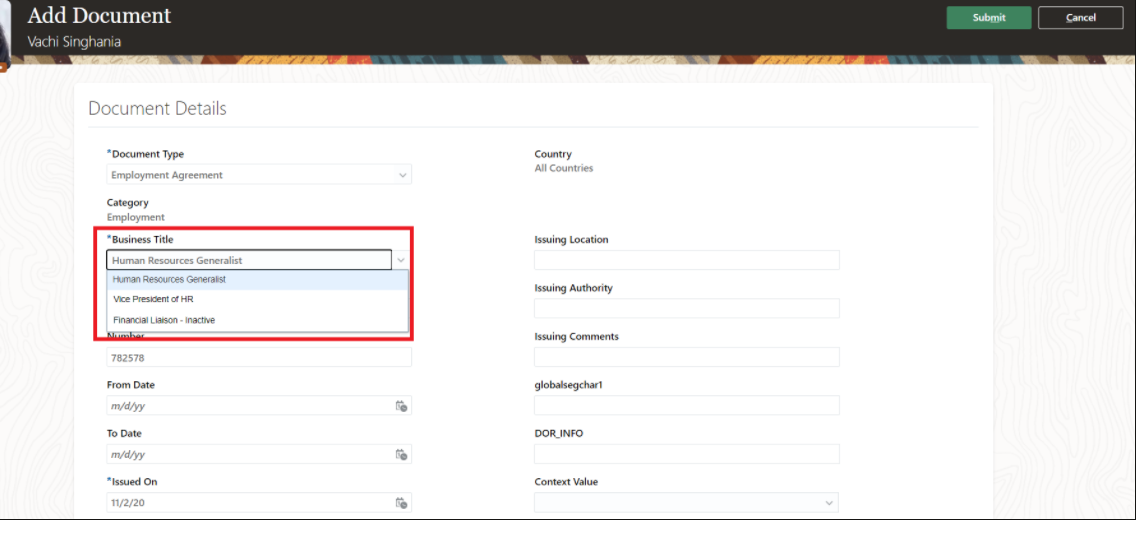 Add Document
Vachi Singhania
Submit
Cancel
Document Details
*Document Type
Employment Agreement
Country
All Countries
Category
Employment
*Business Title
Human Resources Generalist
Human Resources Generalist
Vice President of HR
Financial Liaison - Inactive
Number
782578
From Date
m/d/yy
To Date
m/d/yy
*Issued On
11/2/20
Issuing Location
Issuing Authority
Issuing Comments
globalsegchar1
DOR_INFO
Context Value